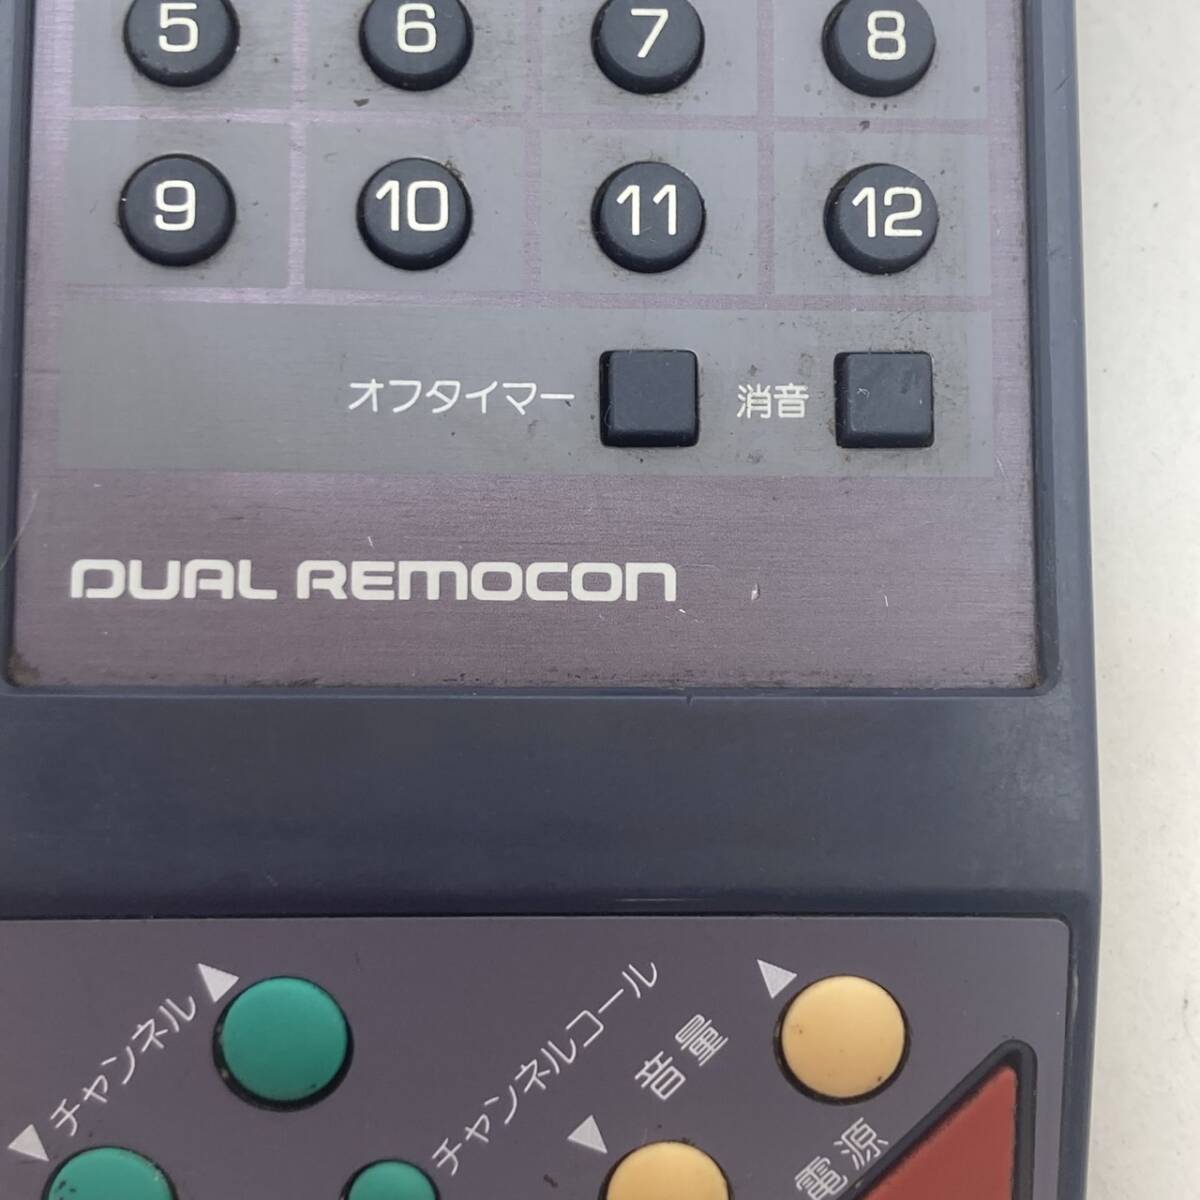 5 6 7 8
9 10 11 12
オフタイマー 消音
DUAL REMOCON
チャンネル
チャンネルコール
音量
電源